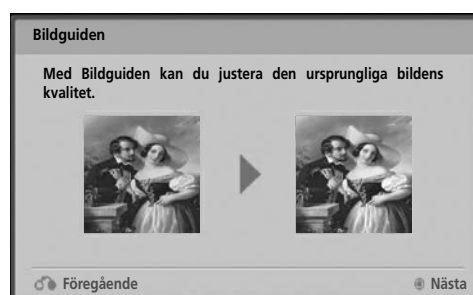 Bildguiden
Med Bildguiden kan du justera den ursprungliga bildens
kvalitet.
Föregående
Nästa